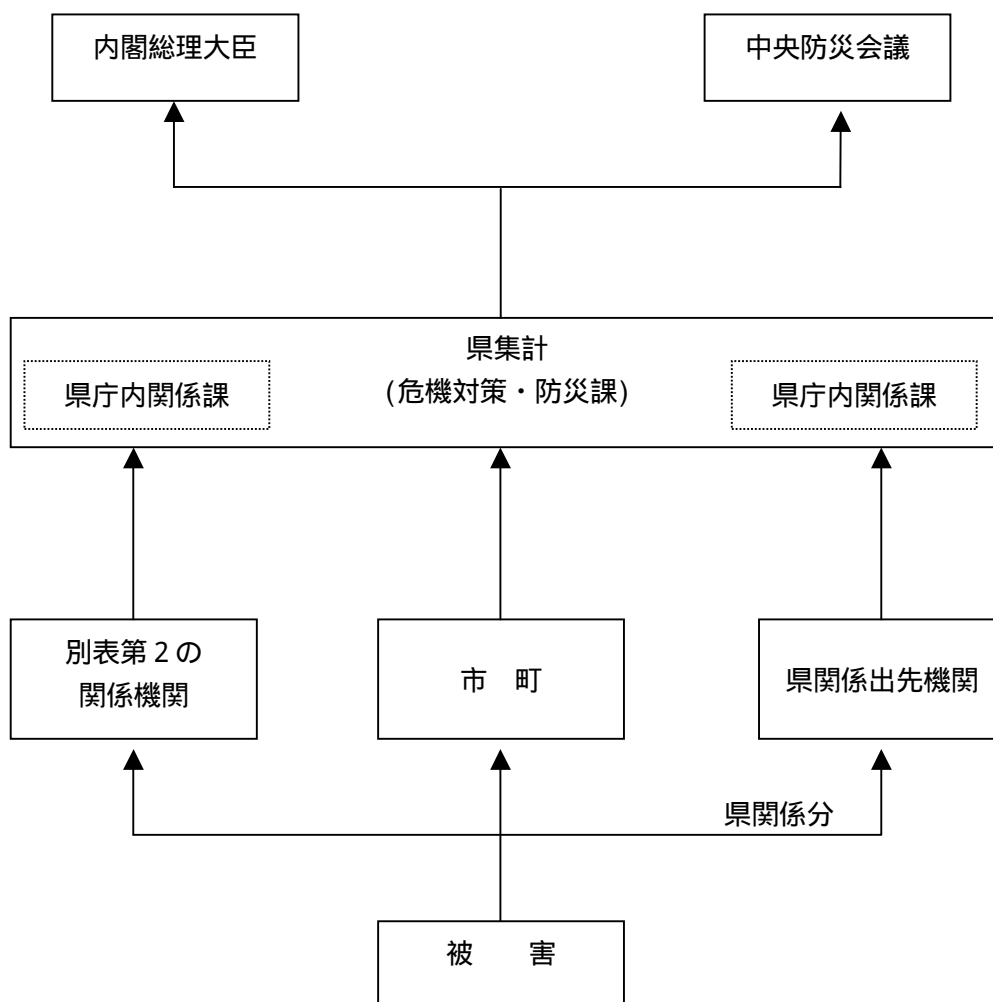 内閣総理大臣
中央防災会議
県集計
(危機対策・防災課)
県庁内関係課
県庁内関係課
別表第２の
関係機関
市　町
県関係出先機関
県関係分
被　　害